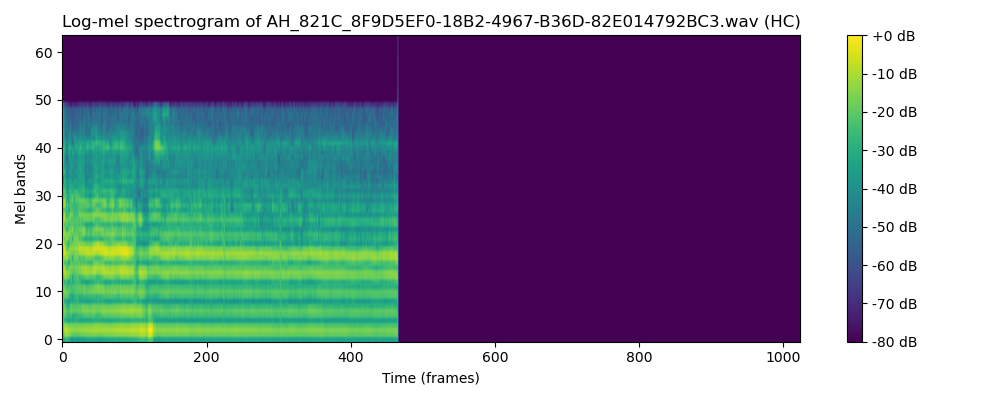 Log-mel spectrogram of AH_821C_8F9D5EF0-18B2-4967-B36D-82E014792BC3.wav (HC)
60
50
40
30
20
10
0
Mel bands
0 200 400 600 800 1000
Time (frames)
+0 dB
-10 dB
-20 dB
-30 dB
-40 dB
-50 dB
-60 dB
-70 dB
-80 dB